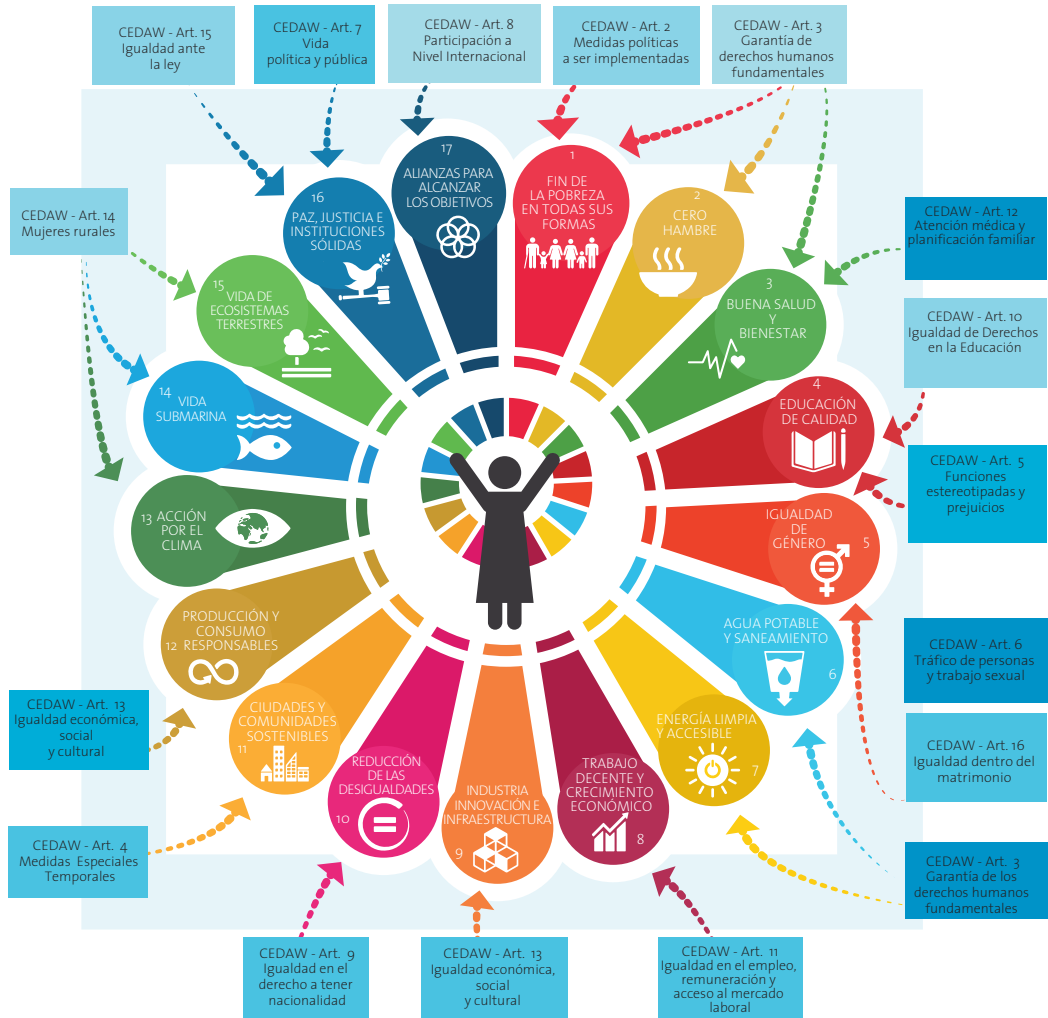 CEDAW - Art. 15
Igualdad ante
la ley
CEDAW - Art. 7
Vida
política y pública
CEDAW - Art. 8
Participación a
Nivel Internacional
CEDAW - Art. 2
Medidas políticas
a ser implementadas
CEDAW - Art. 3
Garantía de
derechos humanos
fundamentales
CEDAW - Art. 14
Mujeres rurales
CEDAW - Art. 12
Atención médica y
planificación familiar
CEDAW - Art. 10
Igualdad de Derechos
en la Educación
CEDAW - Art. 5
Funciones
estereotipadas y
prejuicios
CEDAW - Art. 6
Tráfico de personas
y trabajo sexual
CEDAW - Art. 16
Igualdad dentro del
matrimonio
CEDAW - Art. 3
Garantía de los
derechos humanos
fundamentales
CEDAW - Art. 11
Igualdad en el empleo,
remuneración y
acceso al mercado
laboral
CEDAW - Art. 13
Igualdad económica,
social
y cultural
CEDAW - Art. 9
Igualdad en el
derecho a tener
nacionalidad
CEDAW - Art. 4
Medidas Especiales
Temporales
CEDAW - Art. 13
Igualdad económica,
social
y cultural
1
FIN DE
LA POBREZA
EN TODAS SUS
FORMAS
2
CERO
HAMBRE
3
BUENA SALUD
Y
BIENESTAR
4
EDUCACIÓN
DE CALIDAD
IGUALDAD
DE
GÉNERO
5
AGUA POTABLE
Y SANEAMIENTO
6
ENERGÍA LIMPIA
Y ACCESIBLE
7
TRABAJO
DECENTE Y
CRECIMIENTO
ECONÓMICO
8
INDUSTRIA
INNOVACIÓN E
INFRAESTRUCTURA
9
REDUCCIÓN
DE LAS
DESIGUALDADES
10
CIUDADES Y
COMUNIDADES
SOSTENIBLES
11
PRODUCCIÓN Y
CONSUMO
12 RESPONSABLES
13 ACCIÓN
POR EL
CLIMA
14 VIDA
SUBMARINA
15 VIDA DE
ECOSISTEMAS
TERRESTRES
16
PAZ, JUSTICIA E
INSTITUCIONES
SÓLIDAS
17
ALIANZAS PARA
ALCANZAR
LOS OBJETIVOS